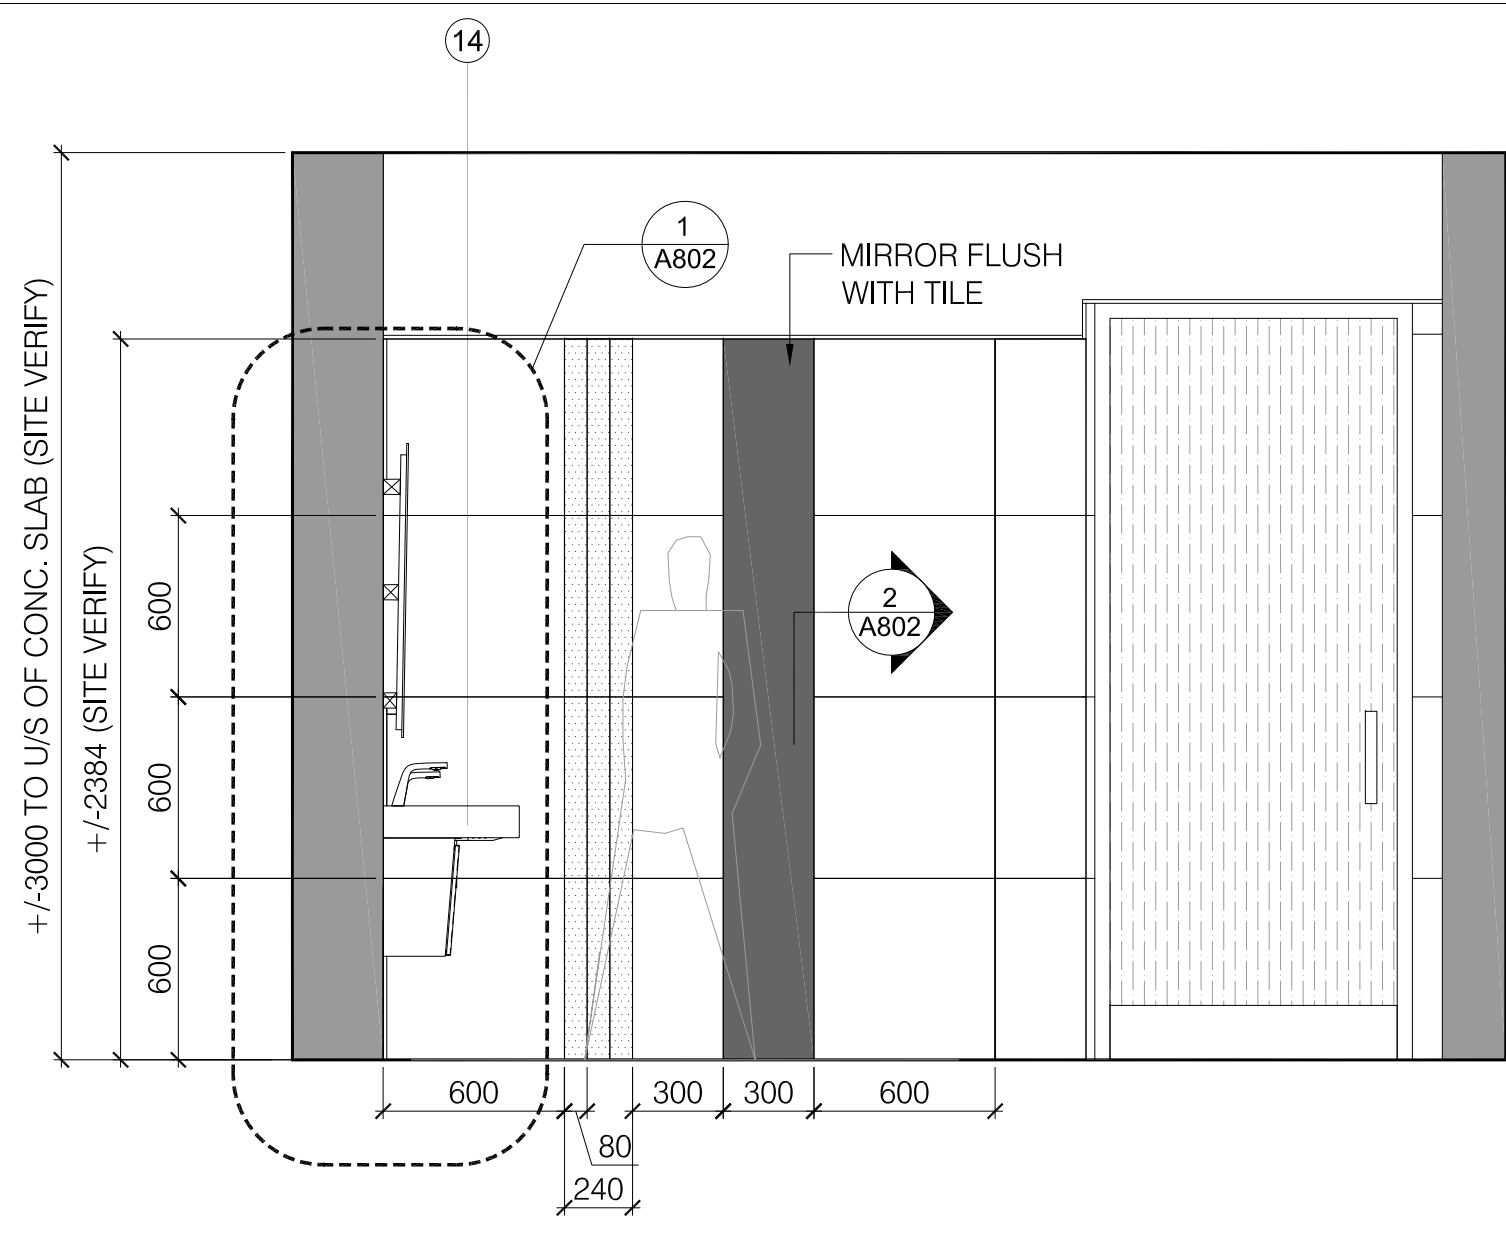 14
1
A802
MIRROR FLUSH
WITH TILE
+/-3000 TO U/S OF CONC. SLAB (SITE VERIFY)
+/-2384 (SITE VERIFY)
600
600
600
2
A802
600
300
300
600
80
240